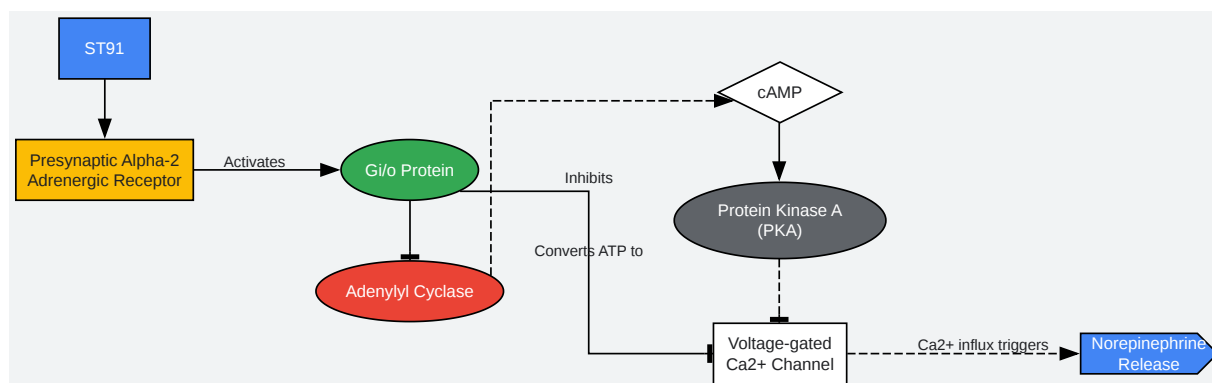 ST91
cAMP
Presynaptic Alpha-2
Adrenergic Receptor
Activates
Gi/o Protein
Inhibits
Protein Kinase A
(PKA)
Converts ATP to
Adenylyl Cyclase
Voltage-gated
Ca2+ Channel
Ca2+ influx triggers
Norepinephrine
Release